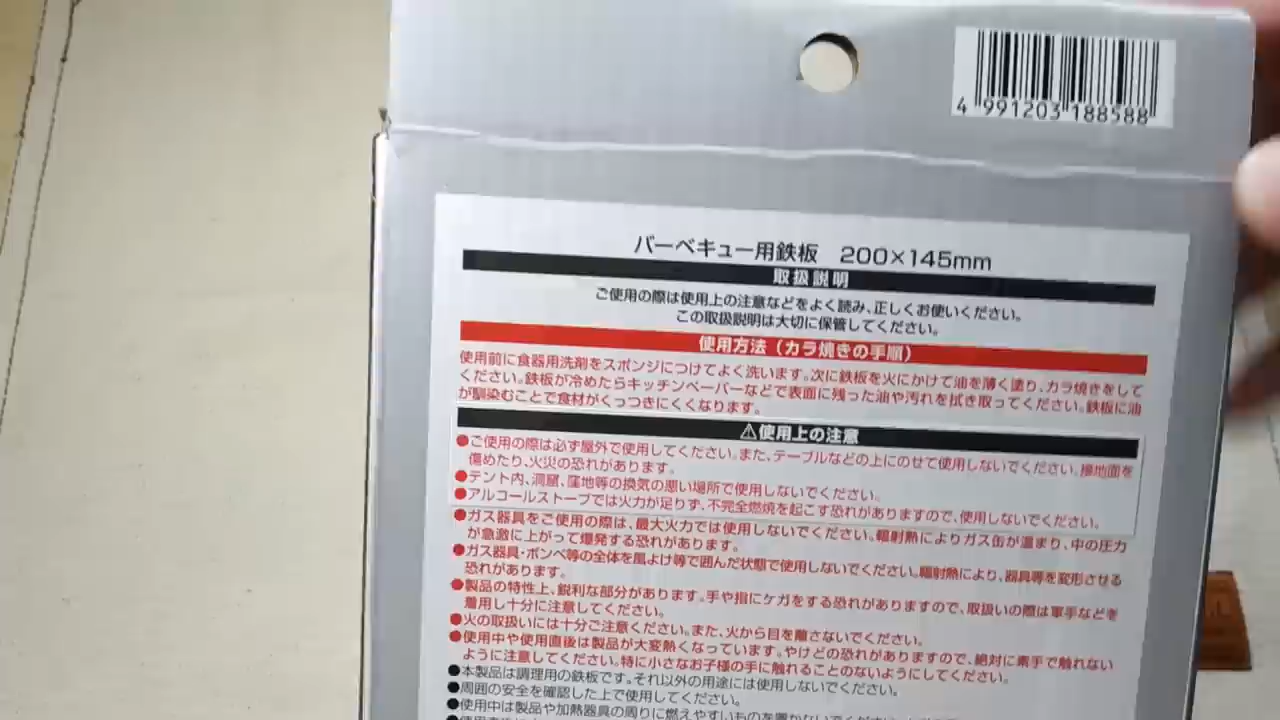 4 991203 188588
バーベキュー用鉄板 200×145mm
取扱説明
ご使用の際は使用上の注意などをよく読み、正しくお使いください。
この取扱説明は大切に保管してください。
使用方法（カラ焼きの手順）
使用前に食器用洗剤をスポンジにつけてよく洗います。次に鉄板を火にかけて油を薄く塗り、カラ焼きをして
ください。鉄板が冷めたらキッチンペーパーなどで表面に残った油や汚れを拭き取ってください。鉄板に油
が馴染むことで食材がくっつきにくくなります。
⚠使用上の注意
●ご使用の際は必ず屋外で使用してください。また、テーブルなどの上にのせて使用しないでください。接地面を
傷めたり、火災の恐れがあります。
●テント内、洞窟、窪地等の換気の悪い場所で使用しないでください。
●アルコールストーブでは火力が足りず、不完全燃焼を起こす恐れがありますので、使用しないでください。
●ガス器具をご使用の際は、最大火力では使用しないでください。輻射熱によりガス缶が温まり、中の圧力
が急激に上がって爆発する恐れがあります。
●ガス器具・ボンベ等の全体を風よけ等で囲んだ状態で使用しないでください。輻射熱により、器具等を変形させる
恐れがあります。
●製品の特性上、鋭利な部分があります。手や指にケガをする恐れがありますので、取扱いの際は軍手などを
着用し十分に注意してください。
●火の取扱いには十分ご注意ください。また、火から目を離さないでください。
●使用中や使用直後は製品が大変熱くなっています。やけどの恐れがありますので、絶対に素手で触れない
ように注意してください。特に小さなお子様の手に触れることのないようにしてください。
●本製品は調理用の鉄板です。それ以外の用途には使用しないでください。
●周囲の安全を確認した上で使用してください。
●使用中は製品や加熱器具の周りに燃えやすいものを置かないでください。